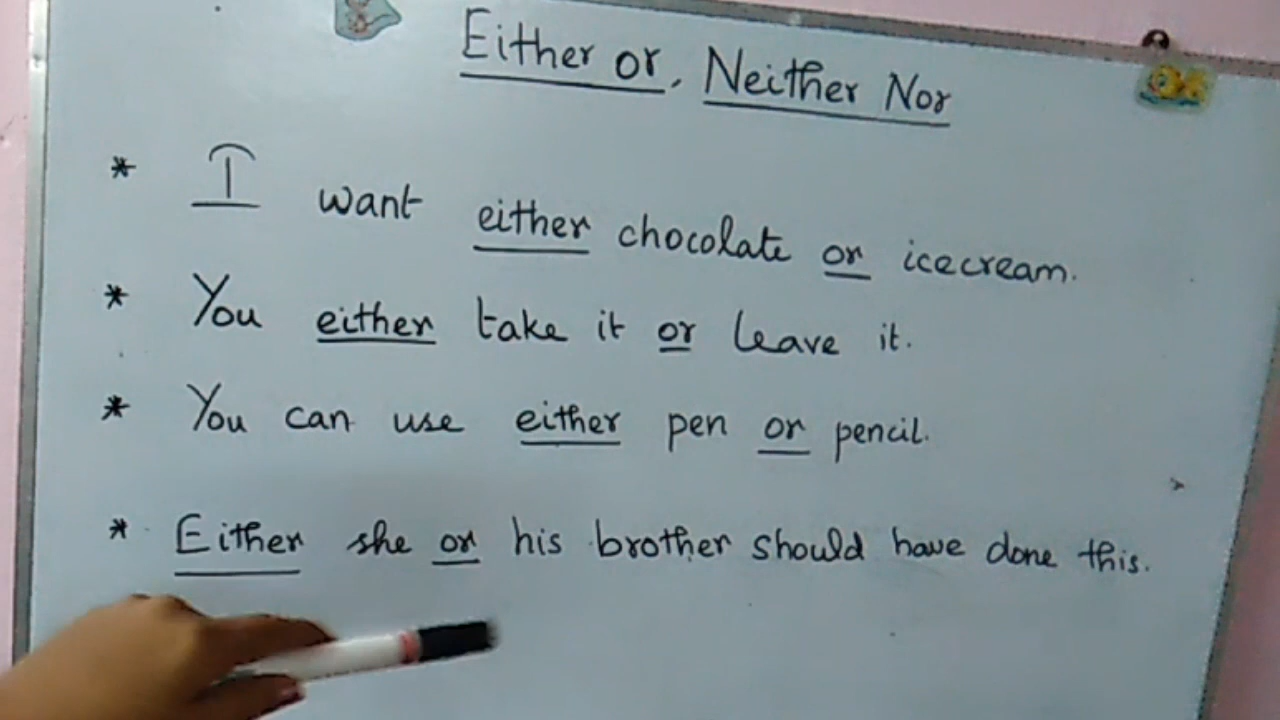 Either or, Neither Nor
* I want either chocolate or icecream.
* You either take it or leave it.
* You can use either pen or pencil.
* Either she or his brother should have done this.